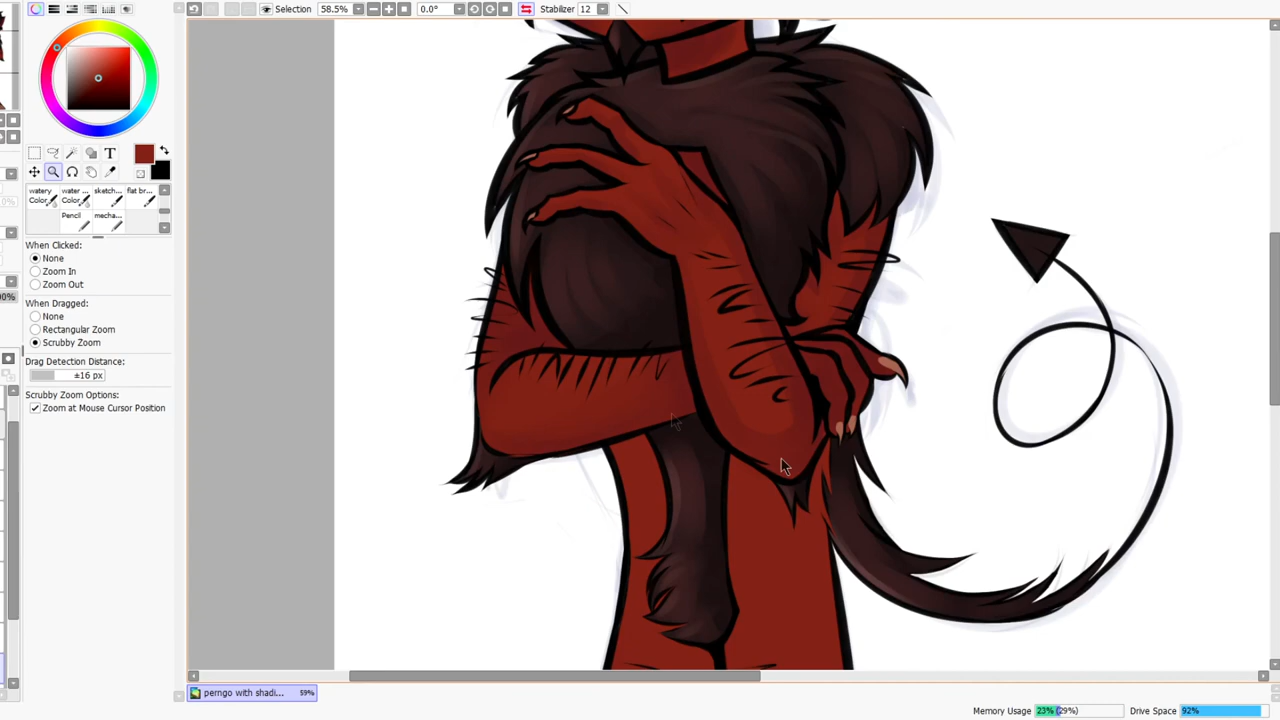 Selection 58.5% 0.0° Stabilizer 12
T
watery water ... sketch... flat br...
Color Color
Pencil mecha...
When Clicked:
None
Zoom In
Zoom Out
When Dragged:
None
Rectangular Zoom
Scrubby Zoom
Drag Detection Distance:
±16 px
Scrubby Zoom Options:
Zoom at Mouse Cursor Position
perngo with shadi... 59%
Memory Usage 23% (29%) Drive Space 92%